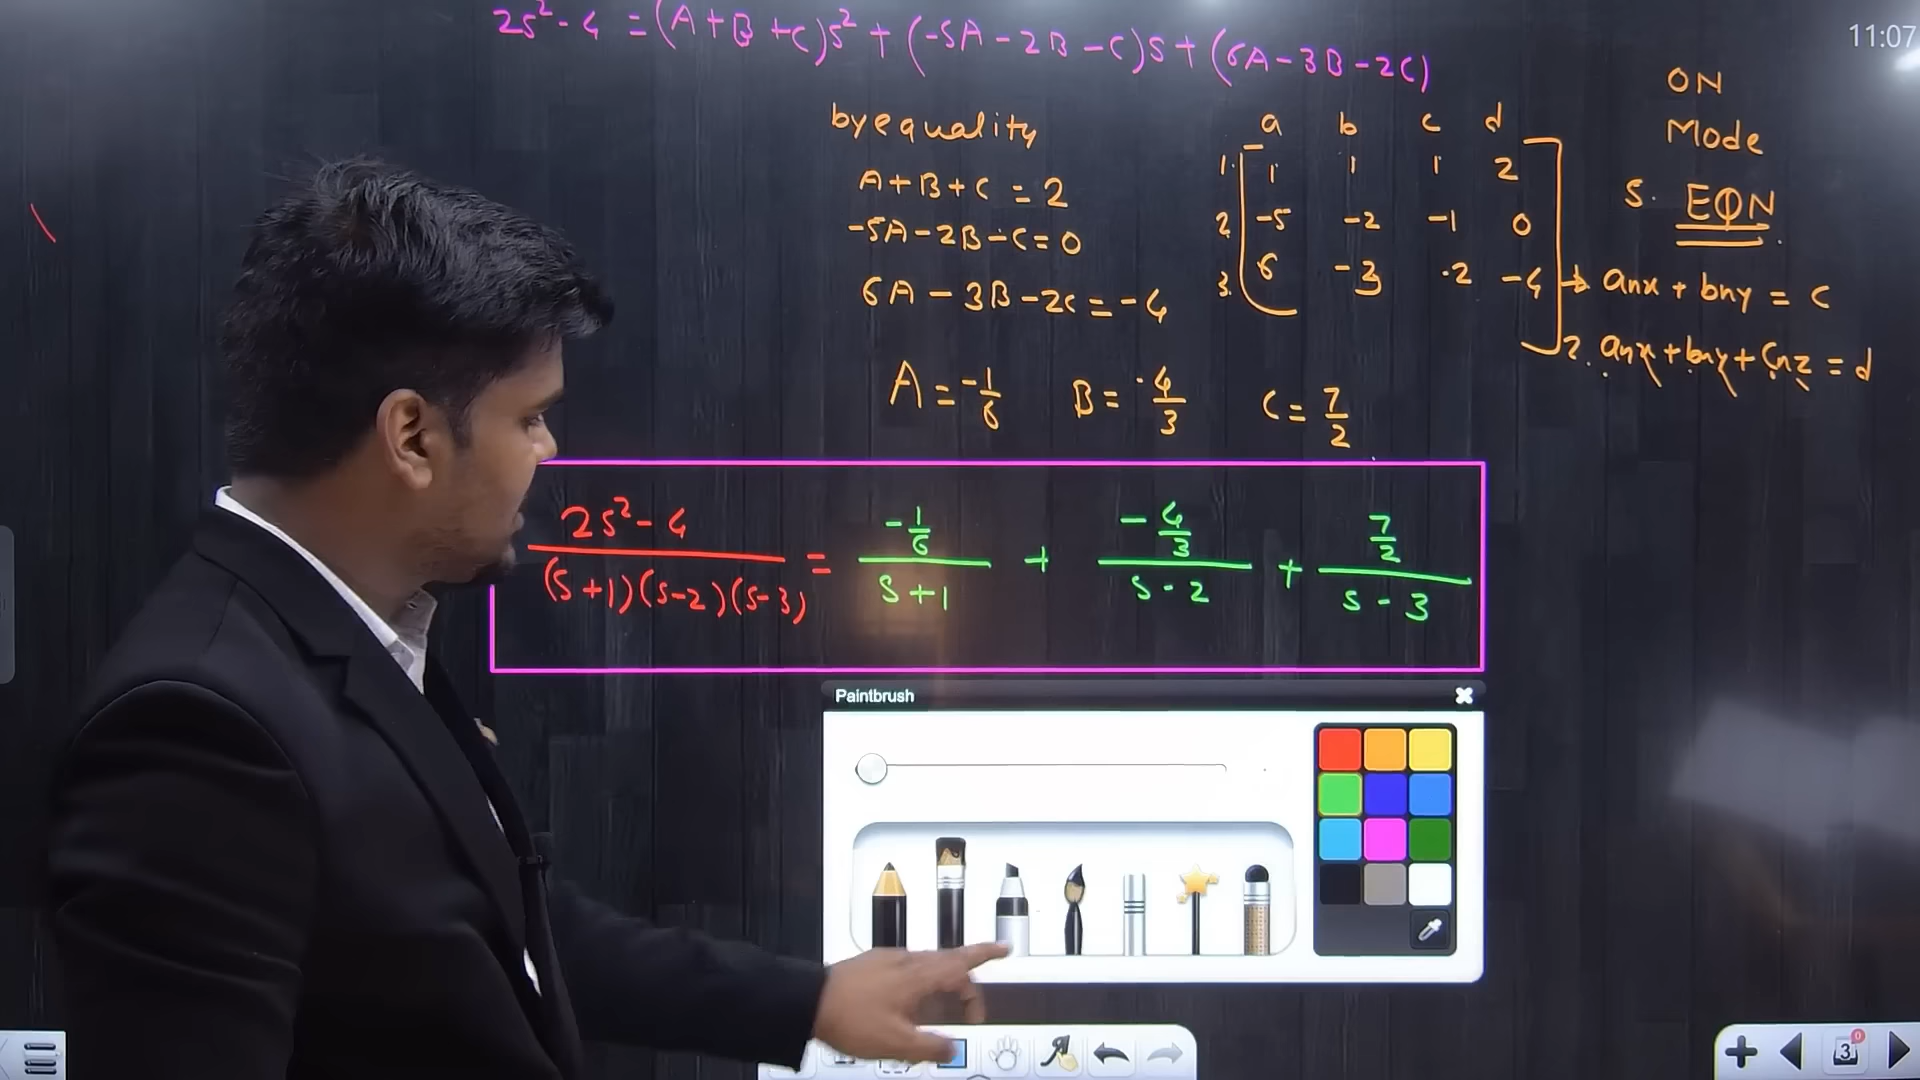 2s² - 4 = (A + B + C)s² + (-5A - 2B - C)s + (6A - 3B - 2C)
11:07
ON
Mode
5. EQN
anx + bny = c
2. anx + bny + cnz = d
by equality
A + B + C = 2
-5A - 2B - C = 0
6A - 3B - 2C = -4
a b c d
1. 1 1 1 2
2. -5 -2 -1 0
3. 6 -3 -2 -4
A = -1/6 B = -4/3 C = 7/2
2s² - 4 / (s+1)(s-2)(s-3) = -1/6 / s+1 + -4/3 / s-2 + 7/2 / s-3
Paintbrush
3
0